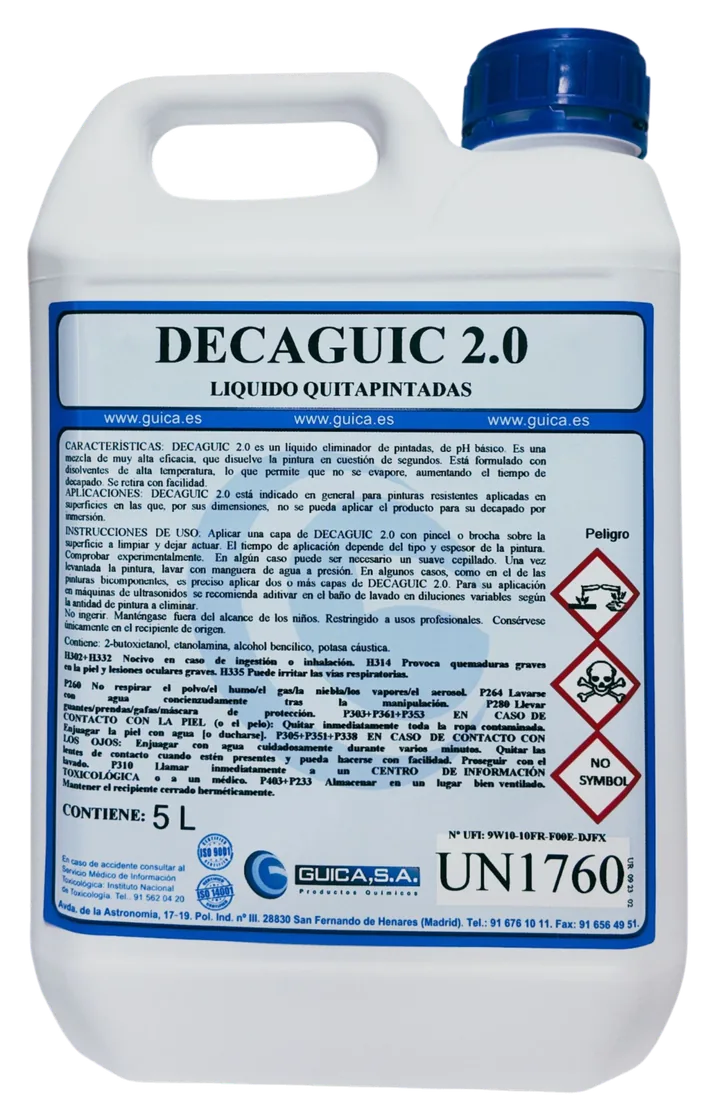 DECAGUIC 2.0
LIQUIDO QUITAPINTADAS
www.guica.es www.guica.es www.guica.es
CARACTERÍSTICAS: DECAGUIC 2.0 es un líquido eliminador de pintadas, de pH básico. Es una
mezcla de muy alta eficacia, que disuelve la pintura en cuestión de segundos. Está formulado con
disolventes de alta temperatura, lo que permite que no se evapore, aumentando el tiempo de
decapado. Se retira con facilidad.
APLICACIONES: DECAGUIC 2.0 está indicado en general para pinturas resistentes aplicadas en
superficies en las que, por sus dimensiones, no se pueda aplicar el producto para su decapado por
inmersión.
INSTRUCCIONES DE USO: Aplicar una capa de DECAGUIC 2.0 con pincel o brocha sobre la
superficie a limpiar y dejar actuar. El tiempo de aplicación depende del tipo y espesor de la pintura.
Comprobar experimentalmente. En algún caso puede ser necesario un suave cepillado. Una vez
levantada la pintura, lavar con manguera de agua a presión. En algunos casos, como en el de las
pinturas bicomponentes, es preciso aplicar dos o más capas de DECAGUIC 2.0. Para su aplicación
en máquinas de ultrasonidos se recomienda aditivar en el baño de lavado en diluciones variables según
la antidad de pintura a eliminar.
No ingerir. Manténgase fuera del alcance de los niños. Restringido a usos profesionales. Consérvese
únicamente en el recipiente de origen.
Contiene: 2-butoxietanol, etanolamina, alcohol bencílico, potasa cáustica.
H302+H332 Nocivo en caso de ingestión o inhalación. H314 Provoca quemaduras graves
en la piel y lesiones oculares graves. H335 Puede irritar las vías respiratorias.
P260 No respirar el polvo/el humo/el gas/la niebla/los vapores/el aerosol. P264 Lavarse
con agua concienzudamente tras la manipulación. P280 Llevar
guantes/prendas/gafas/máscara de protección. P303+P361+P353 EN CASO DE
CONTACTO CON LA PIEL (o el pelo): Quitar inmediatamente toda la ropa contaminada.
Enjuagar la piel con agua [o ducharse]. P305+P351+P338 EN CASO DE CONTACTO CON
LOS OJOS: Enjuagar con agua cuidadosamente durante varios minutos. Quitar las
lentes de contacto cuando estén presentes y pueda hacerse con facilidad. Proseguir con el
lavado. P310 Llamar inmediatamente a un CENTRO DE INFORMACIÓN
TOXICOLÓGICA o a un médico. P403+P233 Almacenar en un lugar bien ventilado.
Mantener el recipiente cerrado herméticamente.
Peligro
NO
SYMBOL
CONTIENE: 5 L
Nº UFI: 9W10-10FR-F00E-DJFX
En caso de accidente consultar al
Servicio Médico de Información
Toxicológica: Instituto Nacional
de Toxicología. Tel.. 91 562 04 20
ISO 9001
ISO 14001
GUICA, S.A.
Productos Químicos
UN1760
UR 09 23 02
Avda. de la Astronomía, 17-19. Pol. Ind. nº III. 28830 San Fernando de Henares (Madrid). Tel.: 91 676 10 11. Fax: 91 656 49 51.